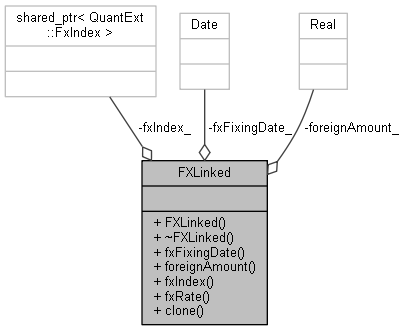 shared_ptr< QuantExt
::FxIndex >
Date
Real
-fxIndex_
-fxFixingDate_
-foreignAmount_
FXLinked
+ FXLinked()
+ ~FXLinked()
+ fxFixingDate()
+ foreignAmount()
+ fxIndex()
+ fxRate()
+ clone()